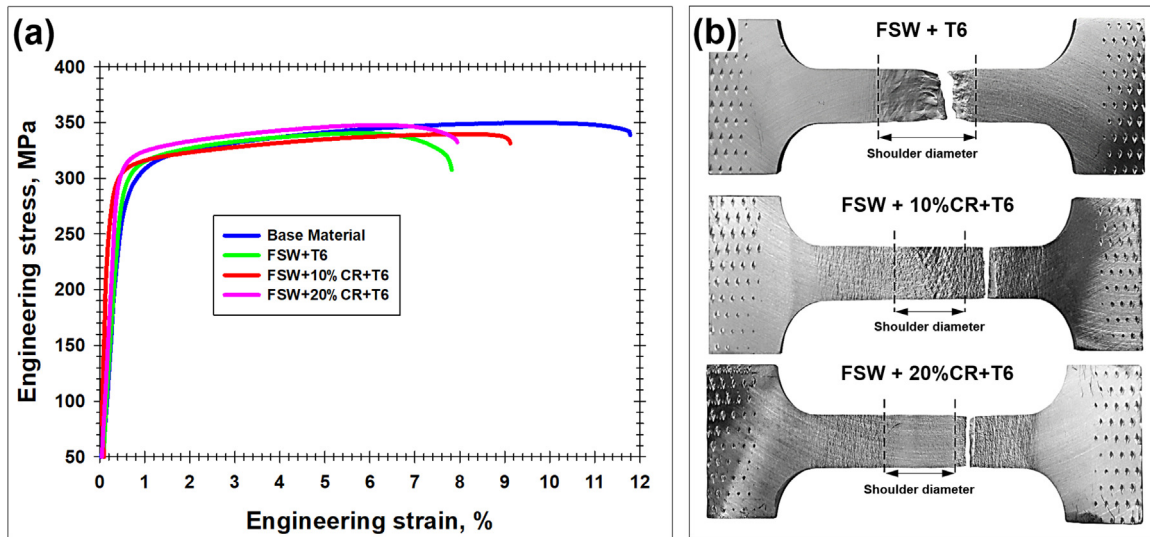 (a)
400
350
300
250
200
150
100
50
Engineering stress, MPa
Base Material
FSW+T6
FSW+10% CR+T6
FSW+20% CR+T6
0 1 2 3 4 5 6 7 8 9 10 11 12
Engineering strain, %
(b)
FSW + T6
Shoulder diameter
FSW + 10%CR+T6
Shoulder diameter
FSW + 20%CR+T6
Shoulder diameter